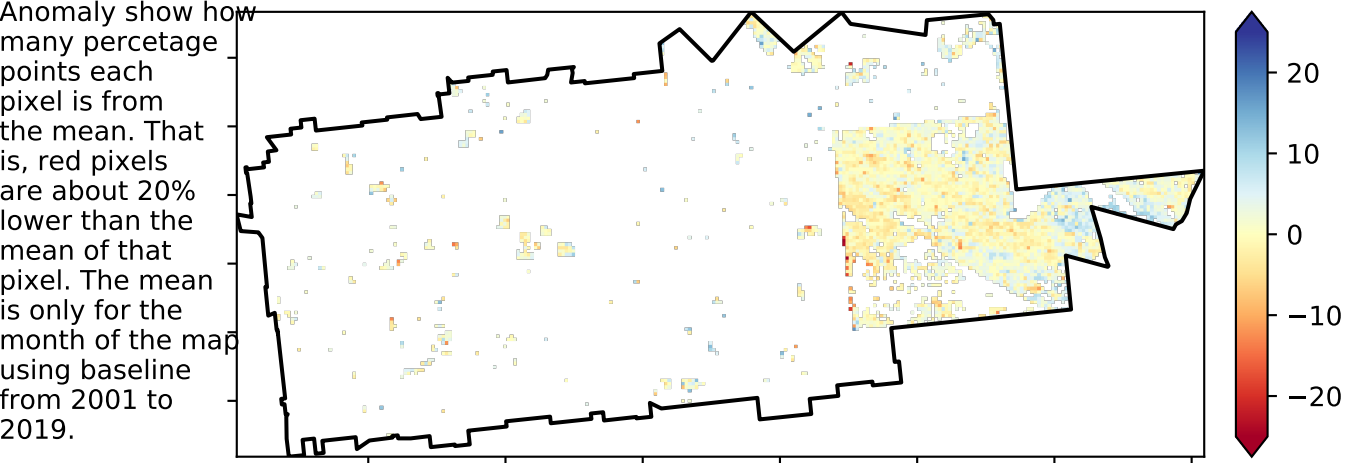 Anomaly show how
many percetage
points each
pixel is from
the mean. That
is, red pixels
are about 20%
lower than the
mean of that
pixel. The mean
is only for the
month of the map
using baseline
from 2001 to
2019.
20
10
0
−10
−20